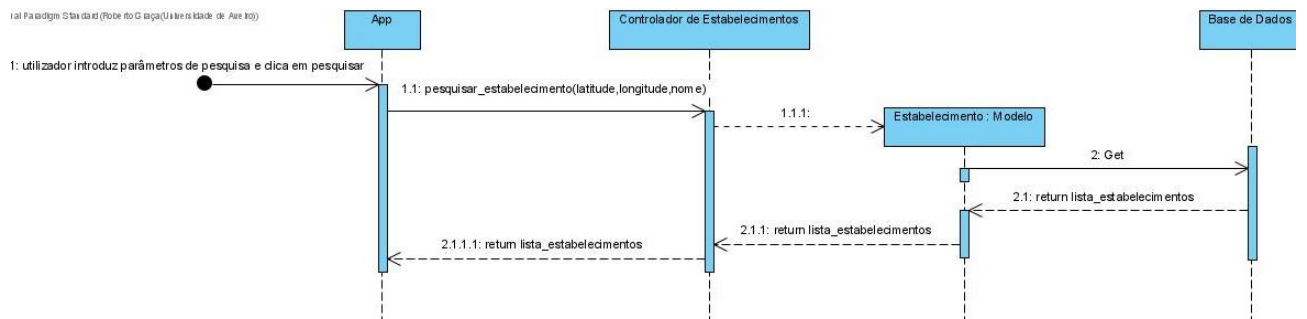 ial Paradigm Standard (Roberto Graça(Universidade de Aveiro))
App
Controlador de Estabelecimentos
Base de Dados
1: utilizador introduz parâmetros de pesquisa e clica em pesquisar
1.1: pesquisar_estabelecimento(latitude,longitude,nome)
1.1.1:
Estabelecimento : Modelo
2: Get
2.1: return lista_estabelecimentos
2.1.1: return lista_estabelecimentos
2.1.1.1: return lista_estabelecimentos